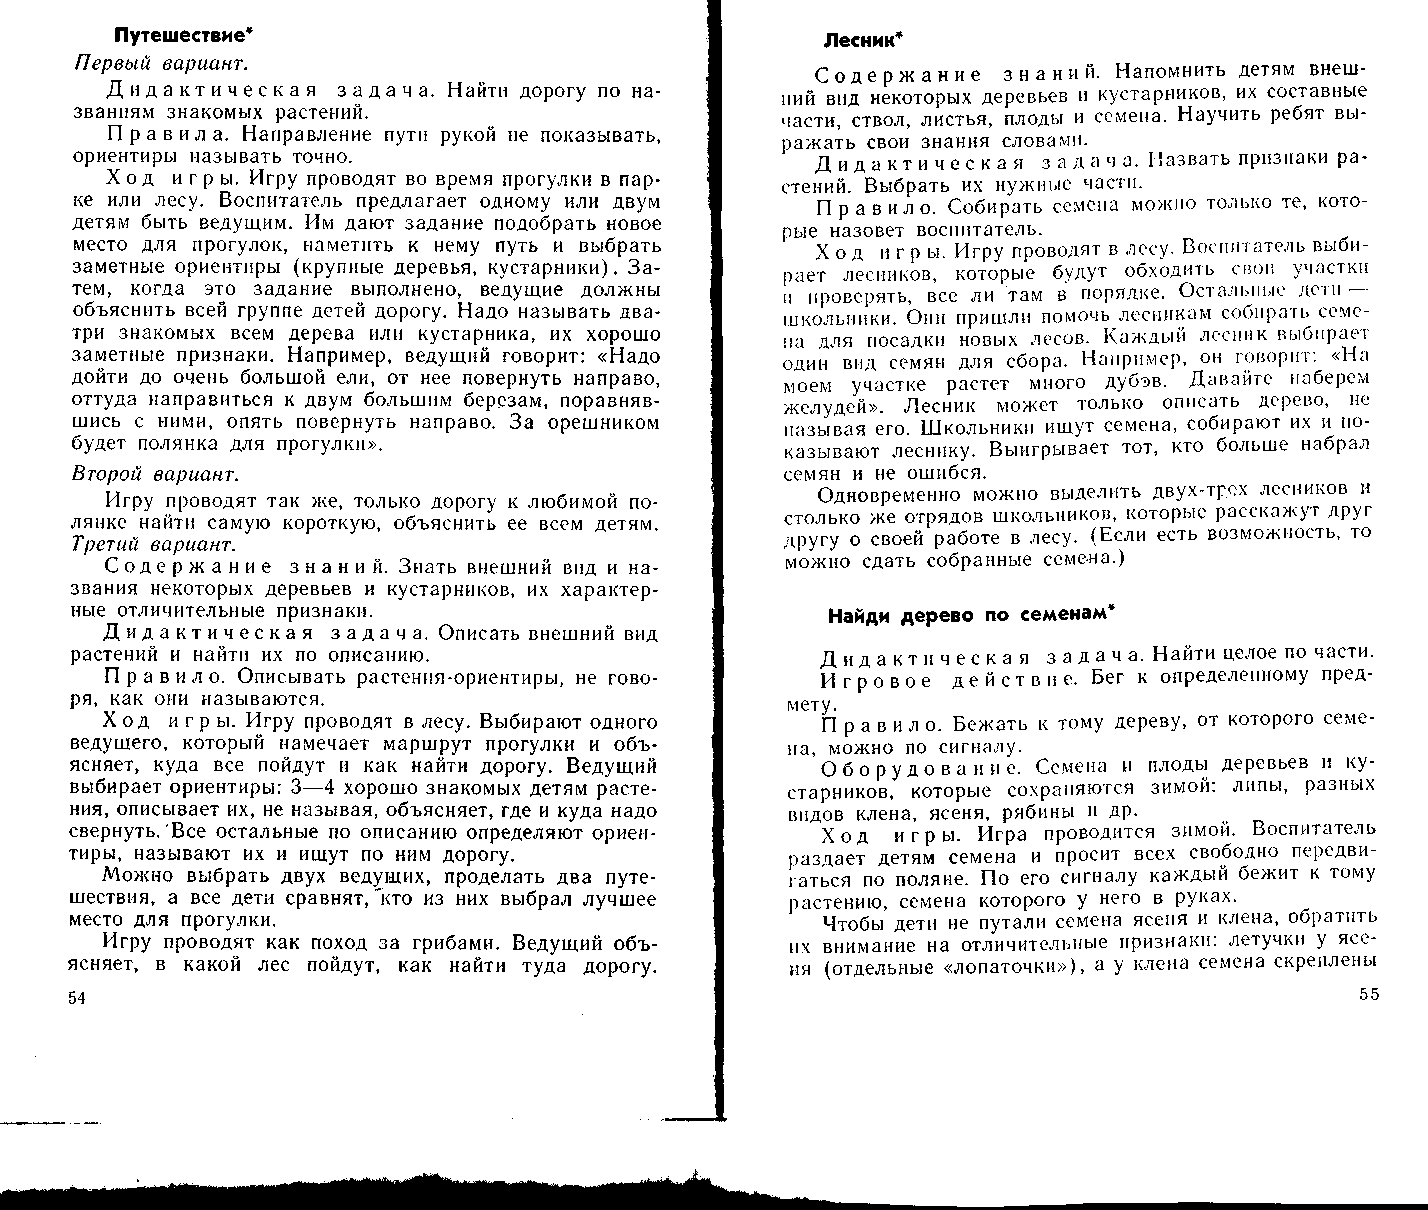 Путешествие*
Первый вариант.
Дидактическая задача. Найти дорогу по на-
званиям знакомых растений.
Правила. Направление пути рукой не показывать,
ориентиры называть точно.
Ход игры. Игру проводят во время прогулки в пар-
ке или лесу. Воспитатель предлагает одному или двум
детям быть ведущим. Им дают задание подобрать новое
место для прогулок, наметить к нему путь и выбрать
заметные ориентиры (крупные деревья, кустарники). За-
тем, когда это задание выполнено, ведущие должны
объяснить всей группе детей дорогу. Надо называть два-
три знакомых всем дерева или кустарника, их хорошо
заметные признаки. Например, ведущий говорит: «Надо
дойти до очень большой ели, от нее повернуть направо,
оттуда направиться к двум большим березам, поравняв-
шись с ними, опять повернуть направо. За орешником
будет полянка для прогулки».
Второй вариант.
Игру проводят так же, только дорогу к любимой по-
лянке найти самую короткую, объяснить ее всем детям.
Третий вариант.
Содержание знаний. Знать внешний вид и на-
звания некоторых деревьев и кустарников, их характер-
ные отличительные признаки.
Дидактическая задача. Описать внешний вид
растений и найти их по описанию.
Правило. Описывать растения-ориентиры, не гово-
ря, как они называются.
Ход игры. Игру проводят в лесу. Выбирают одного
ведущего, который намечает маршрут прогулки и объ-
ясняет, куда все пойдут и как найти дорогу. Ведущий
выбирает ориентиры: 3—4 хорошо знакомых детям расте-
ния, описывает их, не называя, объясняет, где и куда надо
свернуть. Все остальные по описанию определяют ориен-
тиры, называют их и ищут по ним дорогу.
Можно выбрать двух ведущих, проделать два путе-
шествия, а все дети сравнят, кто из них выбрал лучшее
место для прогулки.
Игру проводят как поход за грибами. Ведущий объ-
ясняет, в какой лес пойдут, как найти туда дорогу.
54
Лесник*
Содержание знаний. Напомнить детям внеш-
ний вид некоторых деревьев и кустарников, их составные
части, ствол, листья, плоды и семена. Научить ребят вы-
ражать свои знания словами.
Дидактическая задача. Назвать признаки ра-
стений. Выбрать их нужные части.
Правило. Собирать семена можно только те, кото-
рые назовет воспитатель.
Ход игры. Игру проводят в лесу. Воспитатель выби-
рает лесников, которые будут обходить свои участки
и проверять, все ли там в порядке. Остальные дети —
школьники. Они пришли помочь лесникам собирать семе-
на для посадки новых лесов. Каждый лесник выбирает
один вид семян для сбора. Например, он говорит: «На
моем участке растет много дубов. Давайте наберем
желудей». Лесник может только описать дерево, не
называя его. Школьники ищут семена, собирают их и по-
казывают леснику. Выигрывает тот, кто больше набрал
семян и не ошибся.
Одновременно можно выделить двух-трех лесников и
столько же отрядов школьников, которые расскажут друг
другу о своей работе в лесу. (Если есть возможность, то
можно сдать собранные семена.)
Найди дерево по семенам*
Дидактическая задача. Найти целое по части.
Игровое действие. Бег к определенному пред-
мету.
Правило. Бежать к тому дереву, от которого семе-
на, можно по сигналу.
Оборудование. Семена и плоды деревьев и ку-
старников, которые сохраняются зимой: липы, разных
видов клена, ясеня, рябины и др.
Ход игры. Игра проводится зимой. Воспитатель
раздает детям семена и просит всех свободно передви-
гаться по поляне. По его сигналу каждый бежит к тому
растению, семена которого у него в руках.
Чтобы дети не путали семена ясеня и клена, обратить
их внимание на отличительные признаки: летучки у ясе-
ня (отдельные «лопаточки»), а у клена семена скреплены
55